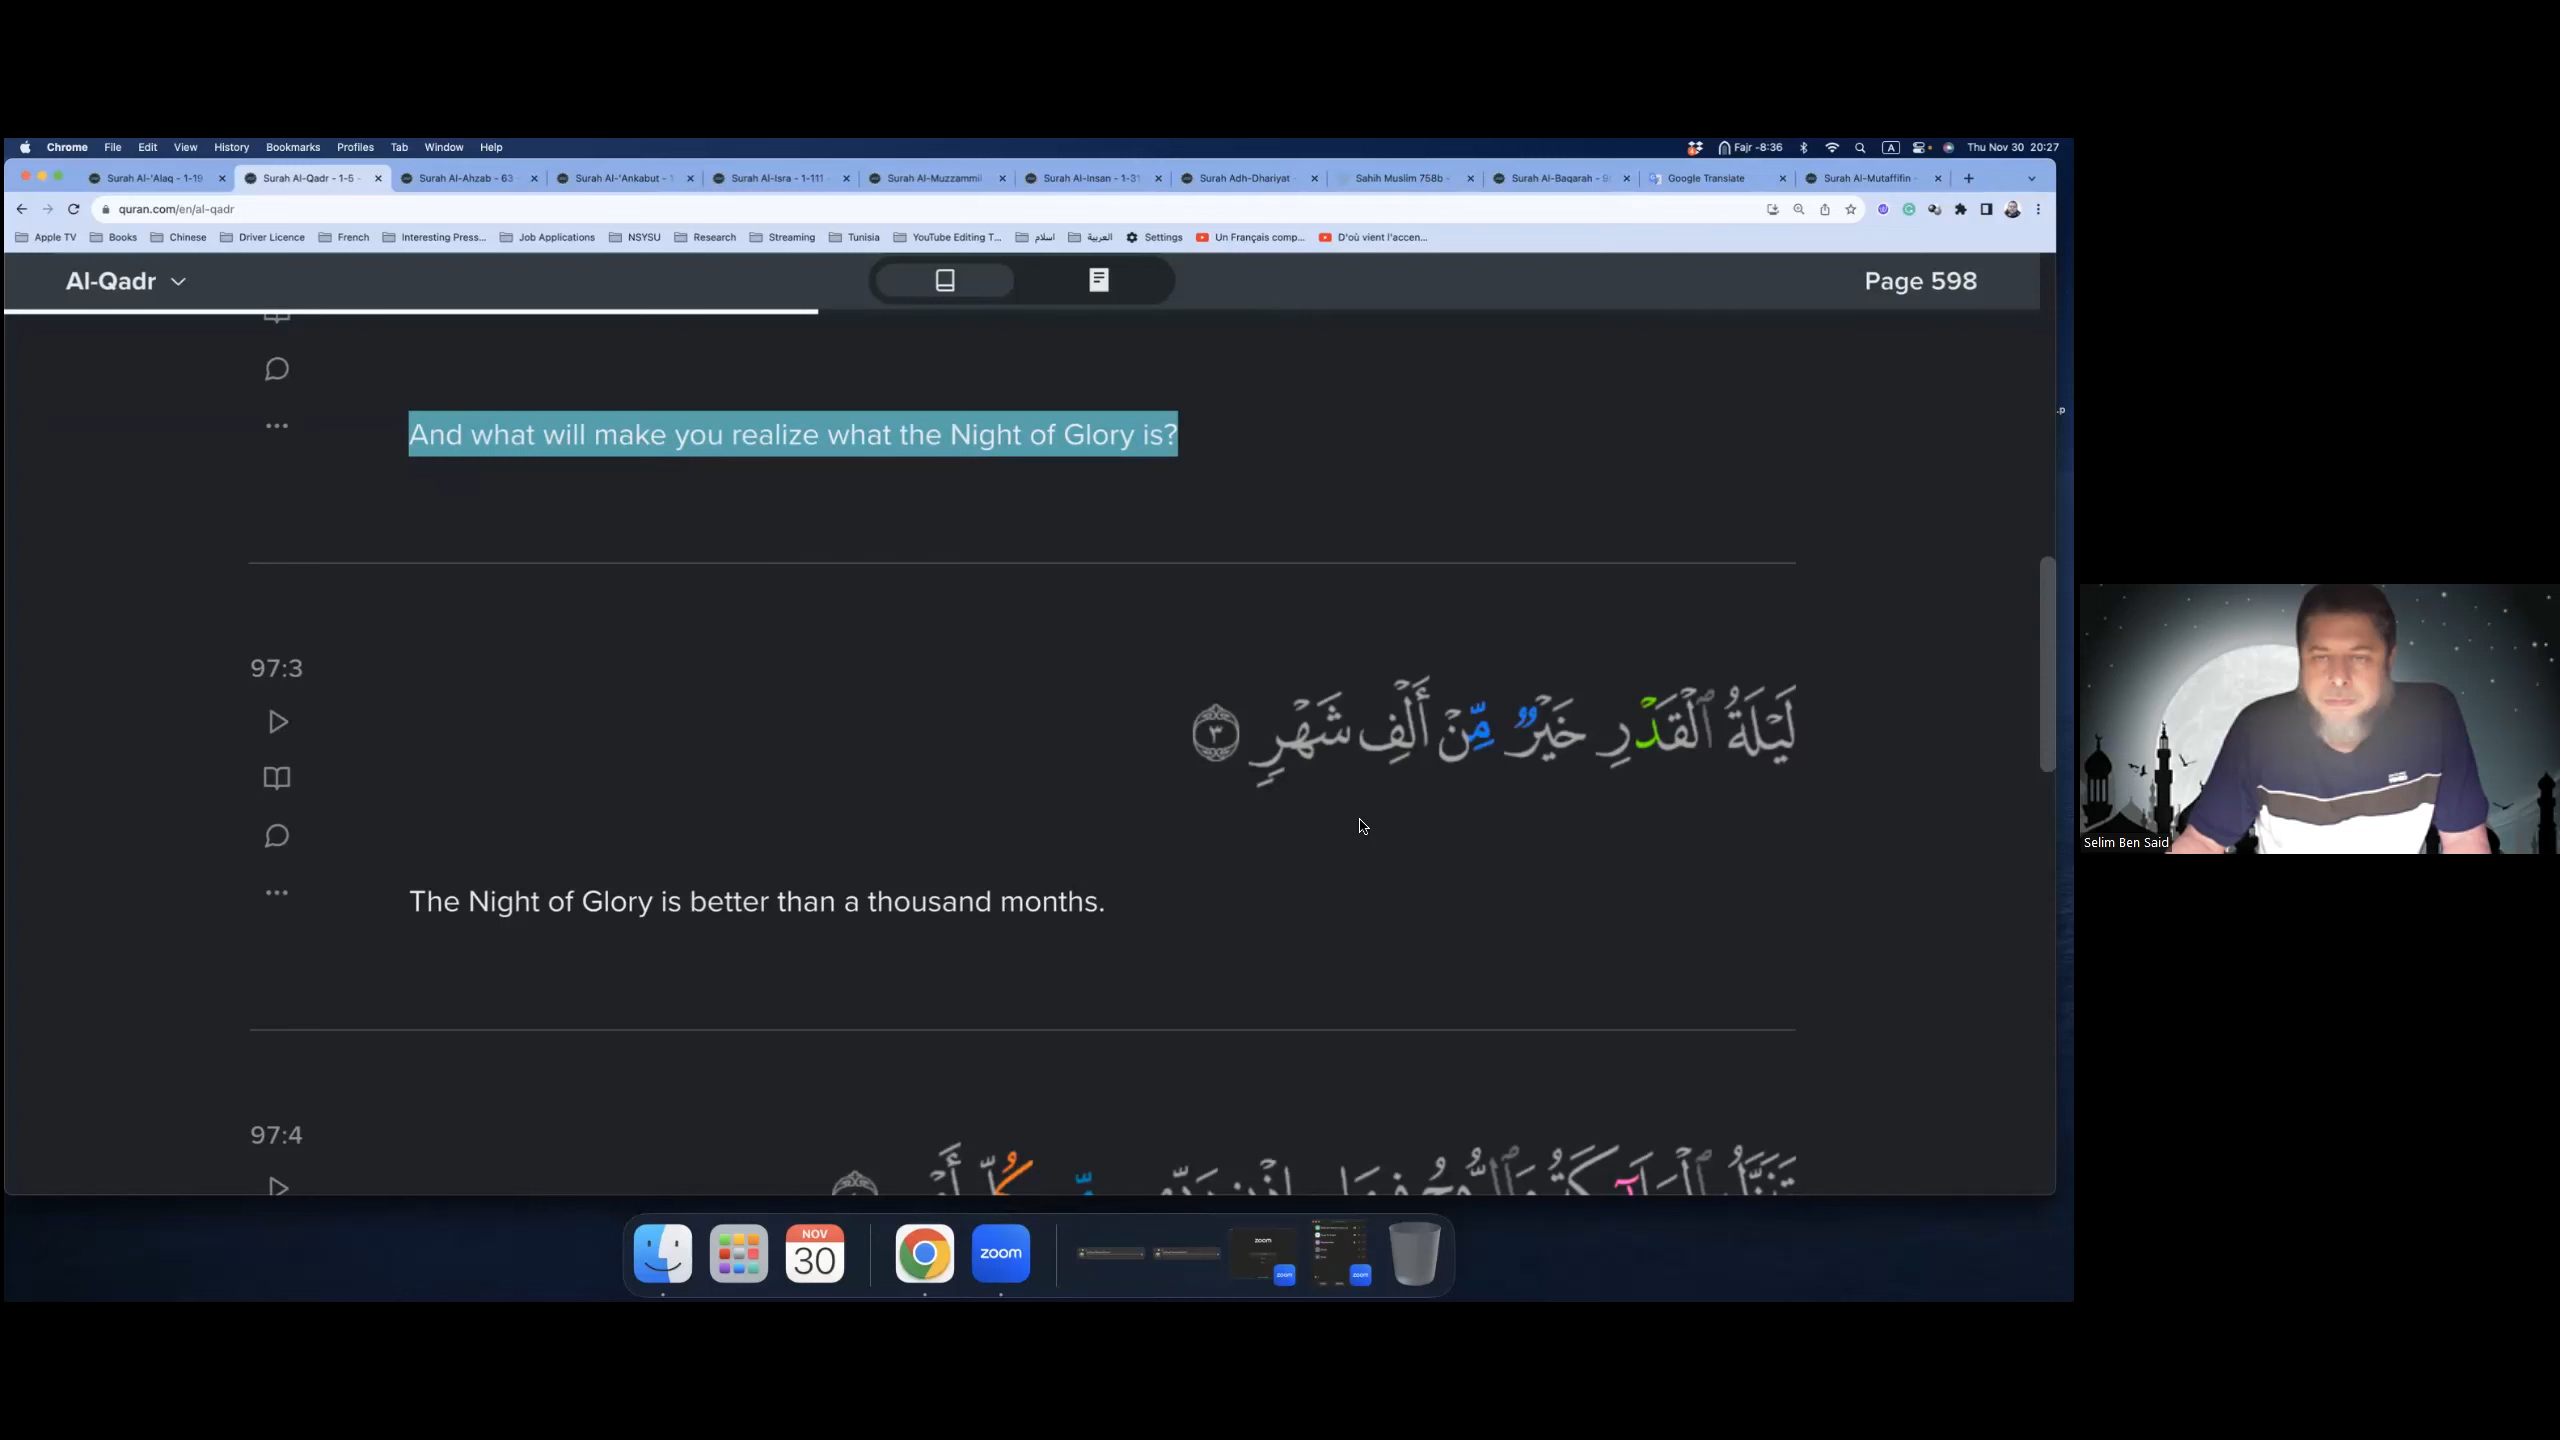 Chrome File Edit View History Bookmarks Profiles Tab Window Help
Fajr -8:36 A Thu Nov 30 20:27
Surah Al-'Alaq - 1-19
Surah Al-Qadr - 1-5 -
Surah Al-Ahzab - 63
Surah Al-'Ankabut - 1
Surah Al-Isra - 1-111 -
Surah Al-Muzzammil
Surah Al-Insan - 1-31
Surah Adh-Dhariyat
Sahih Muslim 758b -
Surah Al-Baqarah - 9
Google Translate
Surah Al-Mutaffifin -
quran.com/en/al-qadr
Apple TV Books Chinese Driver Licence French Interesting Press... Job Applications NSYSU Research Streaming Tunisia YouTube Editing T... اسلام العربية Settings Un Français comp... D'où vient l'accen...
Al-Qadr
Page 598
And what will make you realize what the Night of Glory is?
97:3
لَيْلَةُ ٱلْقَدْرِ خَيْرٌ مِّنْ أَلْفِ شَهْرٍ ٣
The Night of Glory is better than a thousand months.
97:4
Selim Ben Said
NOV
30
zoom
zoom
zoom
zoom